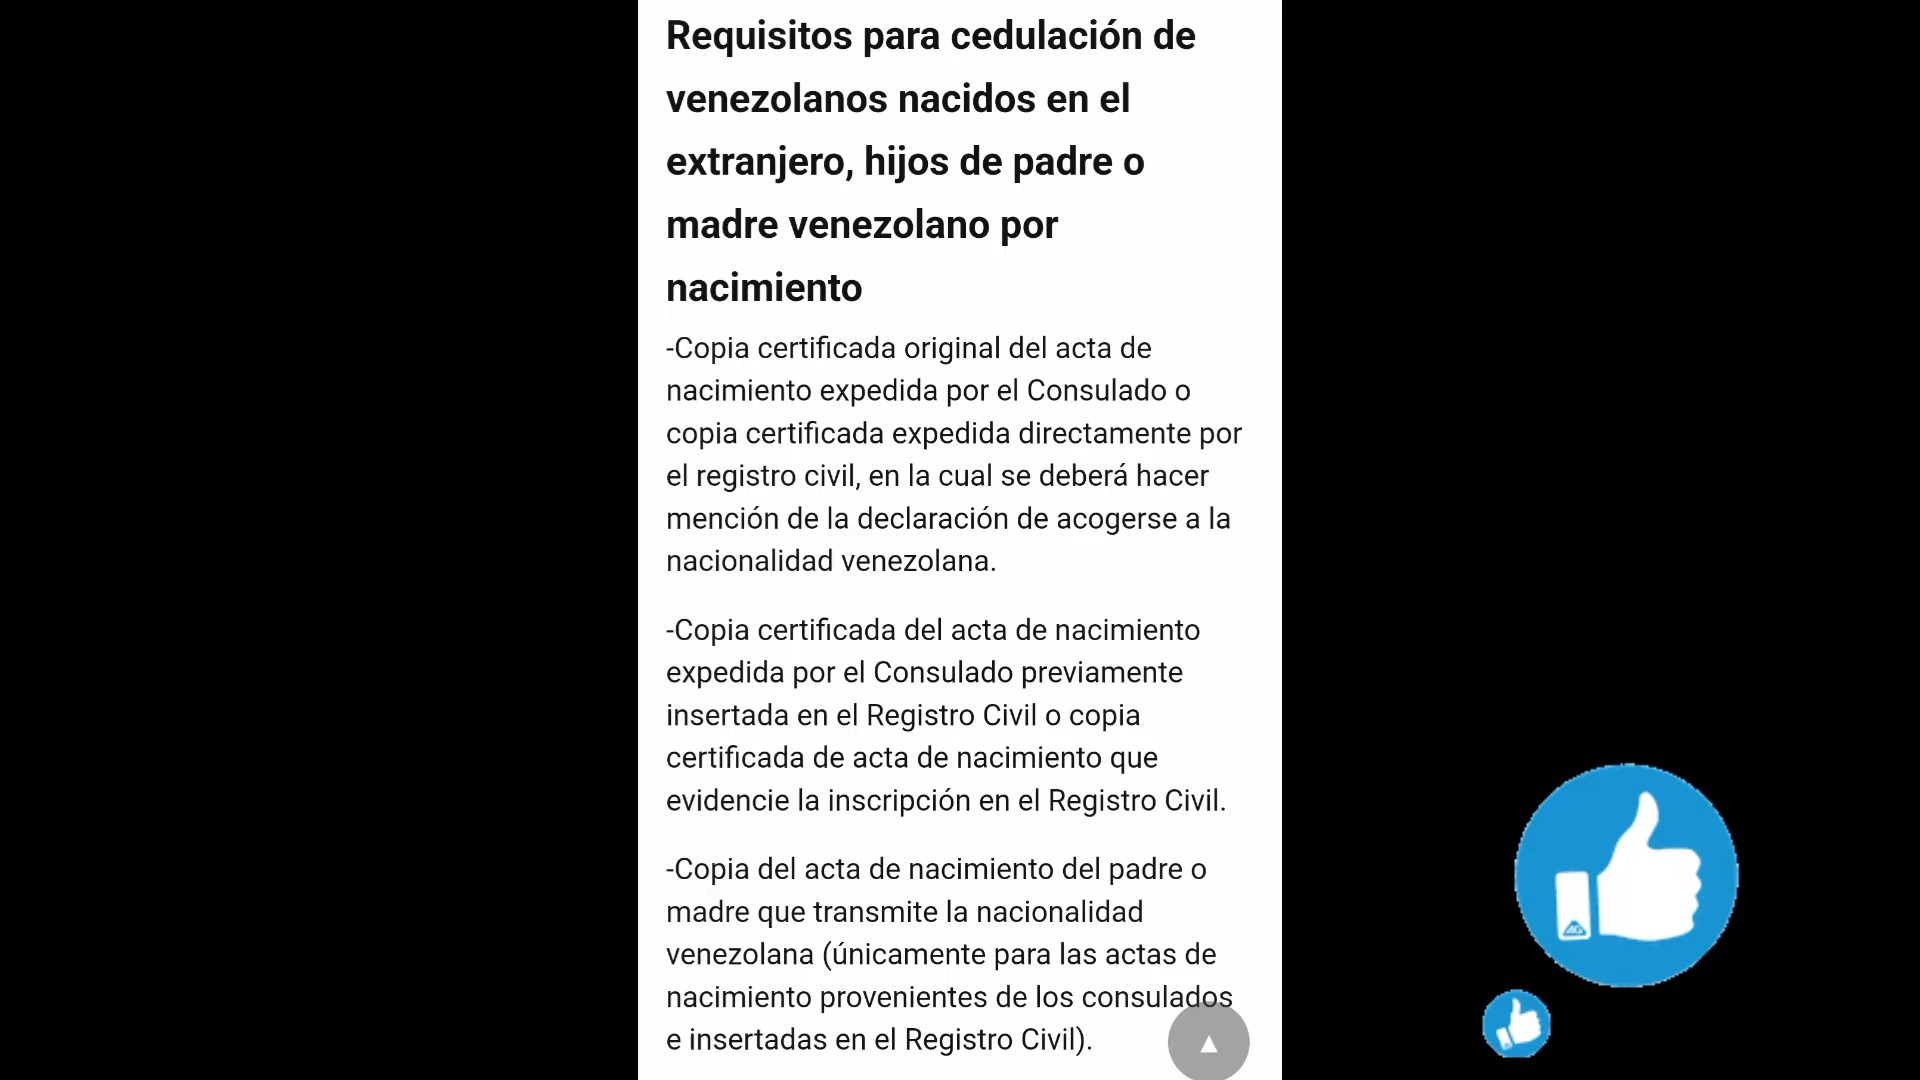 Requisitos para cedulación de
venezolanos nacidos en el
extranjero, hijos de padre o
madre venezolano por
nacimiento
-Copia certificada original del acta de
nacimiento expedida por el Consulado o
copia certificada expedida directamente por
el registro civil, en la cual se deberá hacer
mención de la declaración de acogerse a la
nacionalidad venezolana.
-Copia certificada del acta de nacimiento
expedida por el Consulado previamente
insertada en el Registro Civil o copia
certificada de acta de nacimiento que
evidencie la inscripción en el Registro Civil.
-Copia del acta de nacimiento del padre o
madre que transmite la nacionalidad
venezolana (únicamente para las actas de
nacimiento provenientes de los consulados
e insertadas en el Registro Civil).